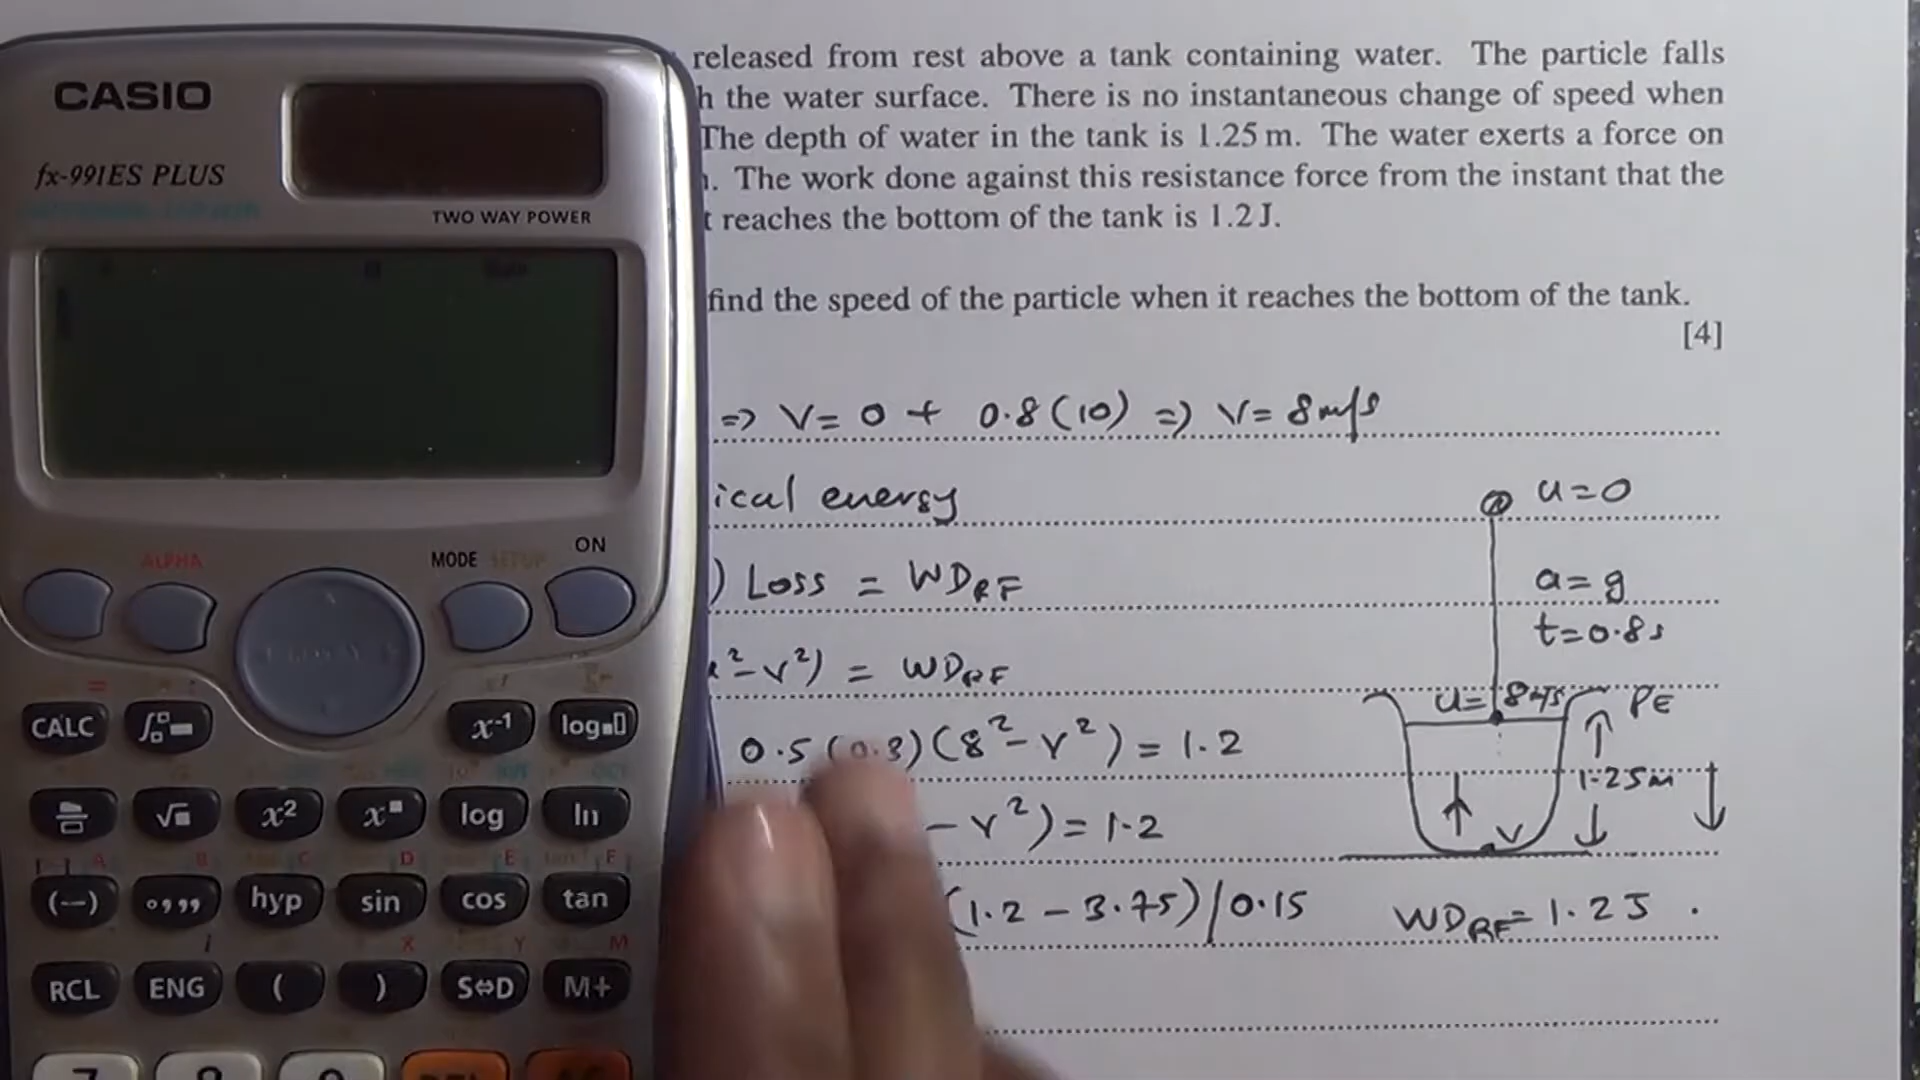 CASIO
fx-991ES PLUS
TWO WAY POWER
released from rest above a tank containing water. The particle falls
the water surface. There is no instantaneous change of speed when
The depth of water in the tank is 1.25 m. The water exerts a force on
The work done against this resistance force from the instant that the
reaches the bottom of the tank is 1.2 J.
find the speed of the particle when it reaches the bottom of the tank.
[4]
=> V = 0 + 0.8(10) => V = 8m/s
ical energy
u=0
) Loss = WD_RF
a=g
t=0.8s
²-v²) = WD_RF
u= 8m/s
PE
0.5(0.3)(8²-v²) = 1.2
1.25m
-v²)=1.2
v
(1.2-3.75)/0.15
WD_RF=1.2J.
ALPHA
MODE SETUP
ON
CALC
x⁻¹
log
√
x²
x
log
ln
A
B
C
D
E
F
(—)
hyp
sin
cos
tan
X
Y
M
RCL
ENG
(
)
S⇔D
M+